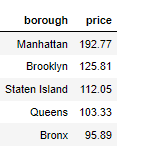 borough price
Manhattan 192.77
Brooklyn 125.81
Staten Island 112.05
Queens 103.33
Bronx 95.89